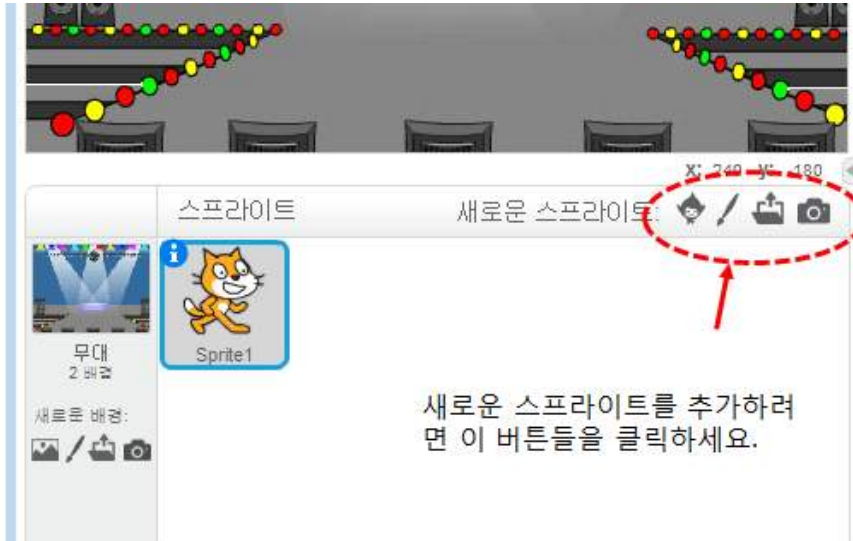 X: 240 y: -180
스프라이트
새로운 스프라이트:
Sprite1
무대
2 배경
새로운 배경:
새로운 스프라이트를 추가하려
면 이 버튼들을 클릭하세요.